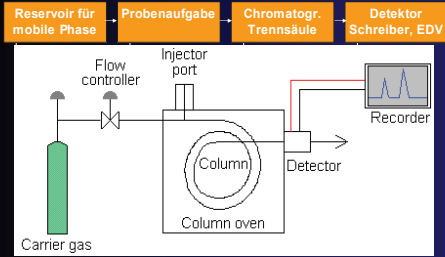 Reservoir für
mobile Phase
Probenaufgabe
Chromatogr.
Trennsäule
Detektor
Schreiber, EDV
Injector
port
Flow
controller
Recorder
Column
Detector
Column oven
Carrier gas